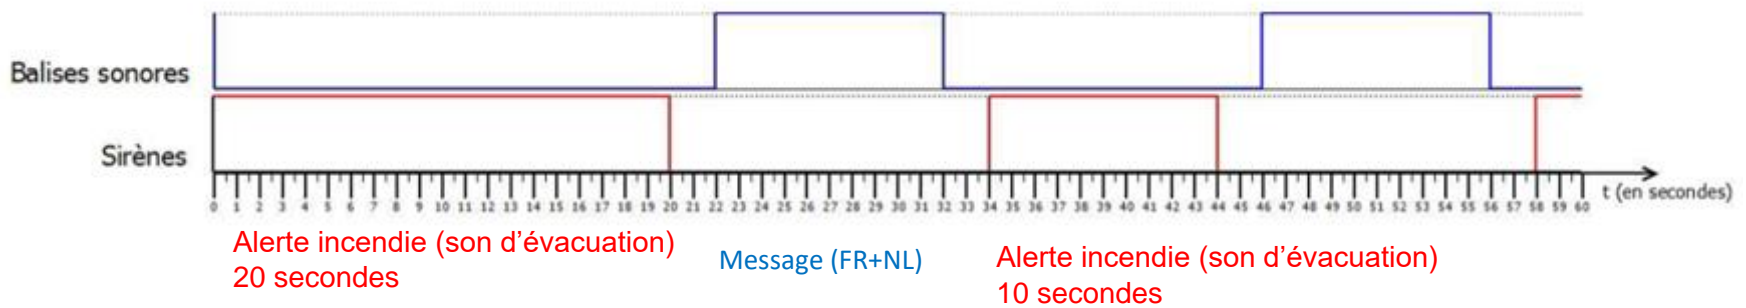 Balises sonores
Sirènes
0 1 2 3 4 5 6 7 8 9 10 11 12 13 14 15 16 17 18 19 20 21 22 23 24 25 26 27 28 29 30 31 32 33 34 35 36 37 38 39 40 41 42 43 44 45 46 47 48 49 50 51 52 53 54 55 56 57 58 59 60
t (en secondes)
Alerte incendie (son d’évacuation)
20 secondes
Message (FR+NL)
Alerte incendie (son d’évacuation)
10 secondes